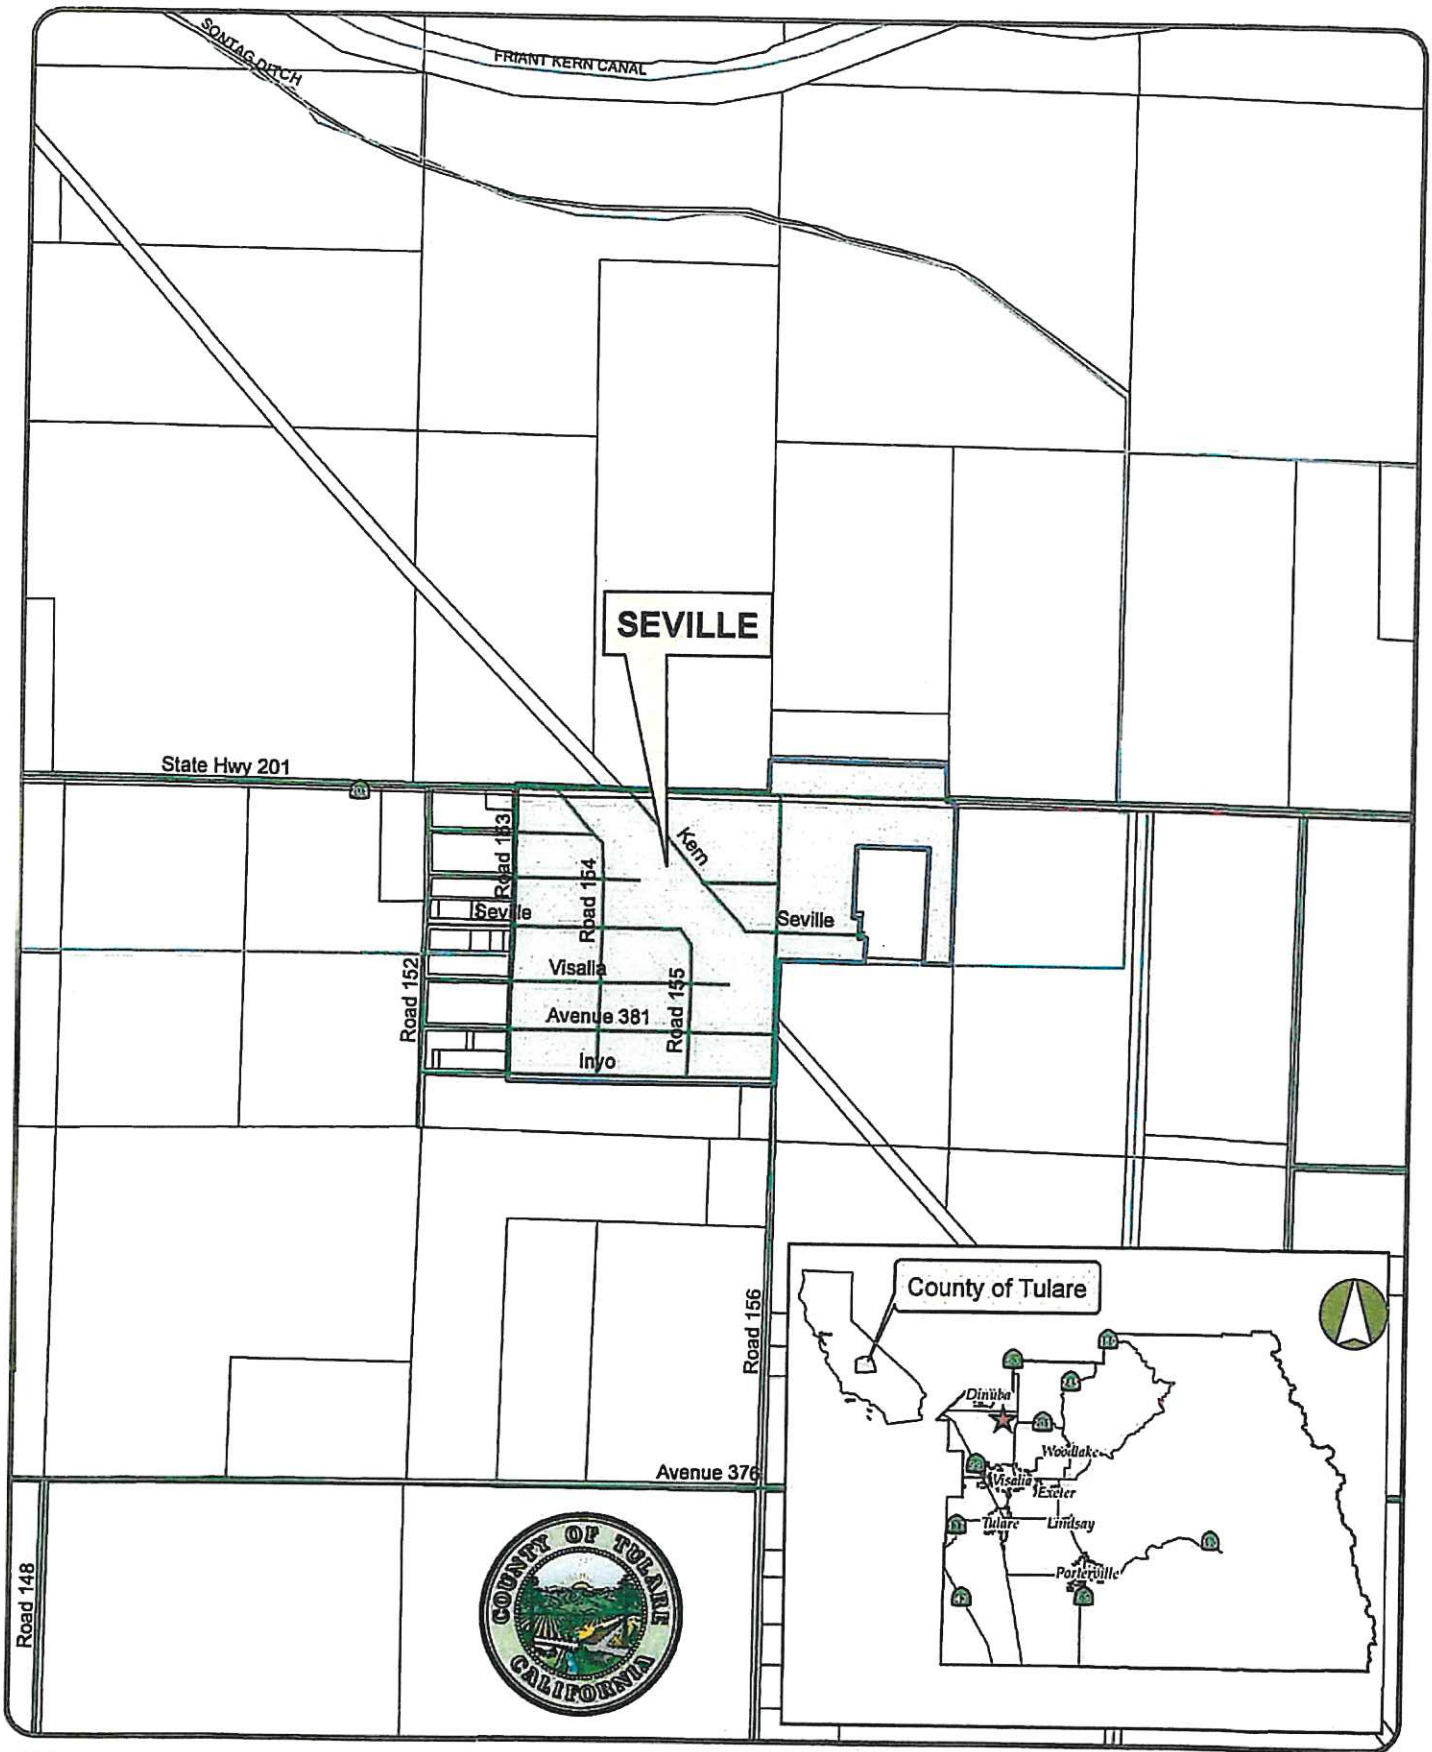 SONTAG DITCH
FRIANT KERN CANAL
SEVILLE
State Hwy 201
Road 153
Kern
Road 154
Seville
Seville
Visalia
Road 155
Road 152
Avenue 381
Inyo
County of Tulare
Road 156
Dinuba
Woodlake
Avenue 376
Visalia
Exeter
Tulare
Lindsay
Porterville
COUNTY OF TULARE
CALIFORNIA
Road 148